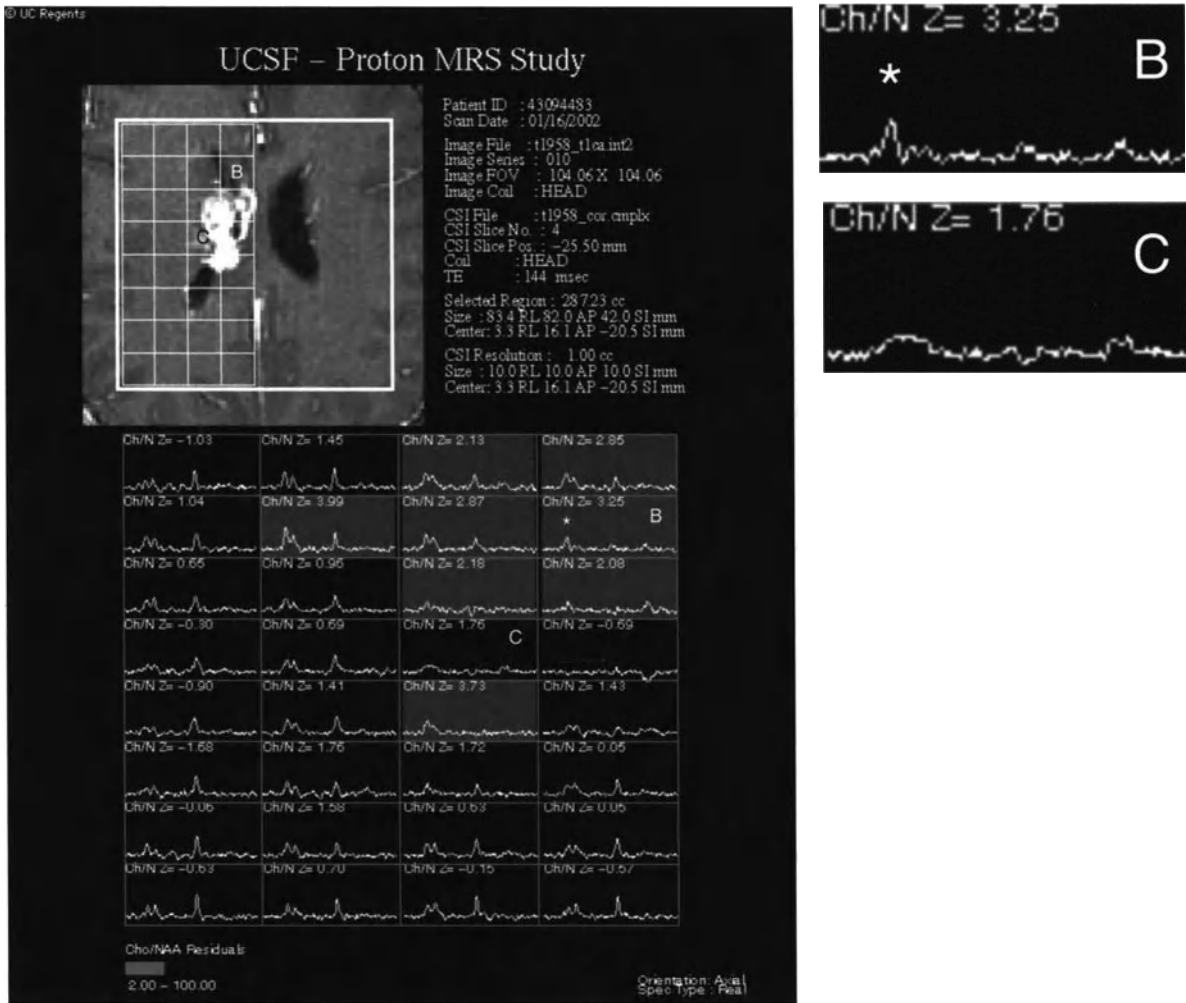 © UC Regents
UCSF – Proton MRS Study
Patient ID : 43094483
Scan Date : 01/16/2002
Image File : t1958_t1ca.int2
Image Series : 010
Image FOV : 104.06 X 104.06
Image Coil : HEAD
CSI File : t1958_cor.cmplx
CSI Slice No. : 4
CSI Slice Pos. : −25.50 mm
Coil : HEAD
TE : 144 msec
Selected Region : 287.23 cc
Size : 83.4 RL 82.0 AP 42.0 SI mm
Center: 3.3 RL 16.1 AP −20.5 SI mm
CSI Resolution : 1.00 cc
Size : 10.0 RL 10.0 AP 10.0 SI mm
Center: 3.3 RL 16.1 AP −20.5 SI mm
B
C
Ch/N Z= −1.03 Ch/N Z= 1.45 Ch/N Z= 2.13 Ch/N Z= 2.85
Ch/N Z= 1.04 Ch/N Z= 3.99 Ch/N Z= 2.87 Ch/N Z= 3.25
* B
Ch/N Z= 0.65 Ch/N Z= 0.96 Ch/N Z= 2.18 Ch/N Z= 2.08
Ch/N Z= −0.30 Ch/N Z= 0.69 Ch/N Z= 1.76 Ch/N Z= −0.69
C
Ch/N Z= −0.90 Ch/N Z= 1.41 Ch/N Z= 3.73 Ch/N Z= 1.43
Ch/N Z= −1.68 Ch/N Z= 1.76 Ch/N Z= 1.72 Ch/N Z= 0.05
Ch/N Z= −0.06 Ch/N Z= 1.58 Ch/N Z= 0.63 Ch/N Z= 0.05
Ch/N Z= −0.63 Ch/N Z= 0.70 Ch/N Z= −0.15 Ch/N Z= −0.57
Cho/NAA Residuals
2.00 − 100.00
Orientation: Axial
Spec Type : Real
Ch/N Z= 3.25
* B
Ch/N Z= 1.76
C